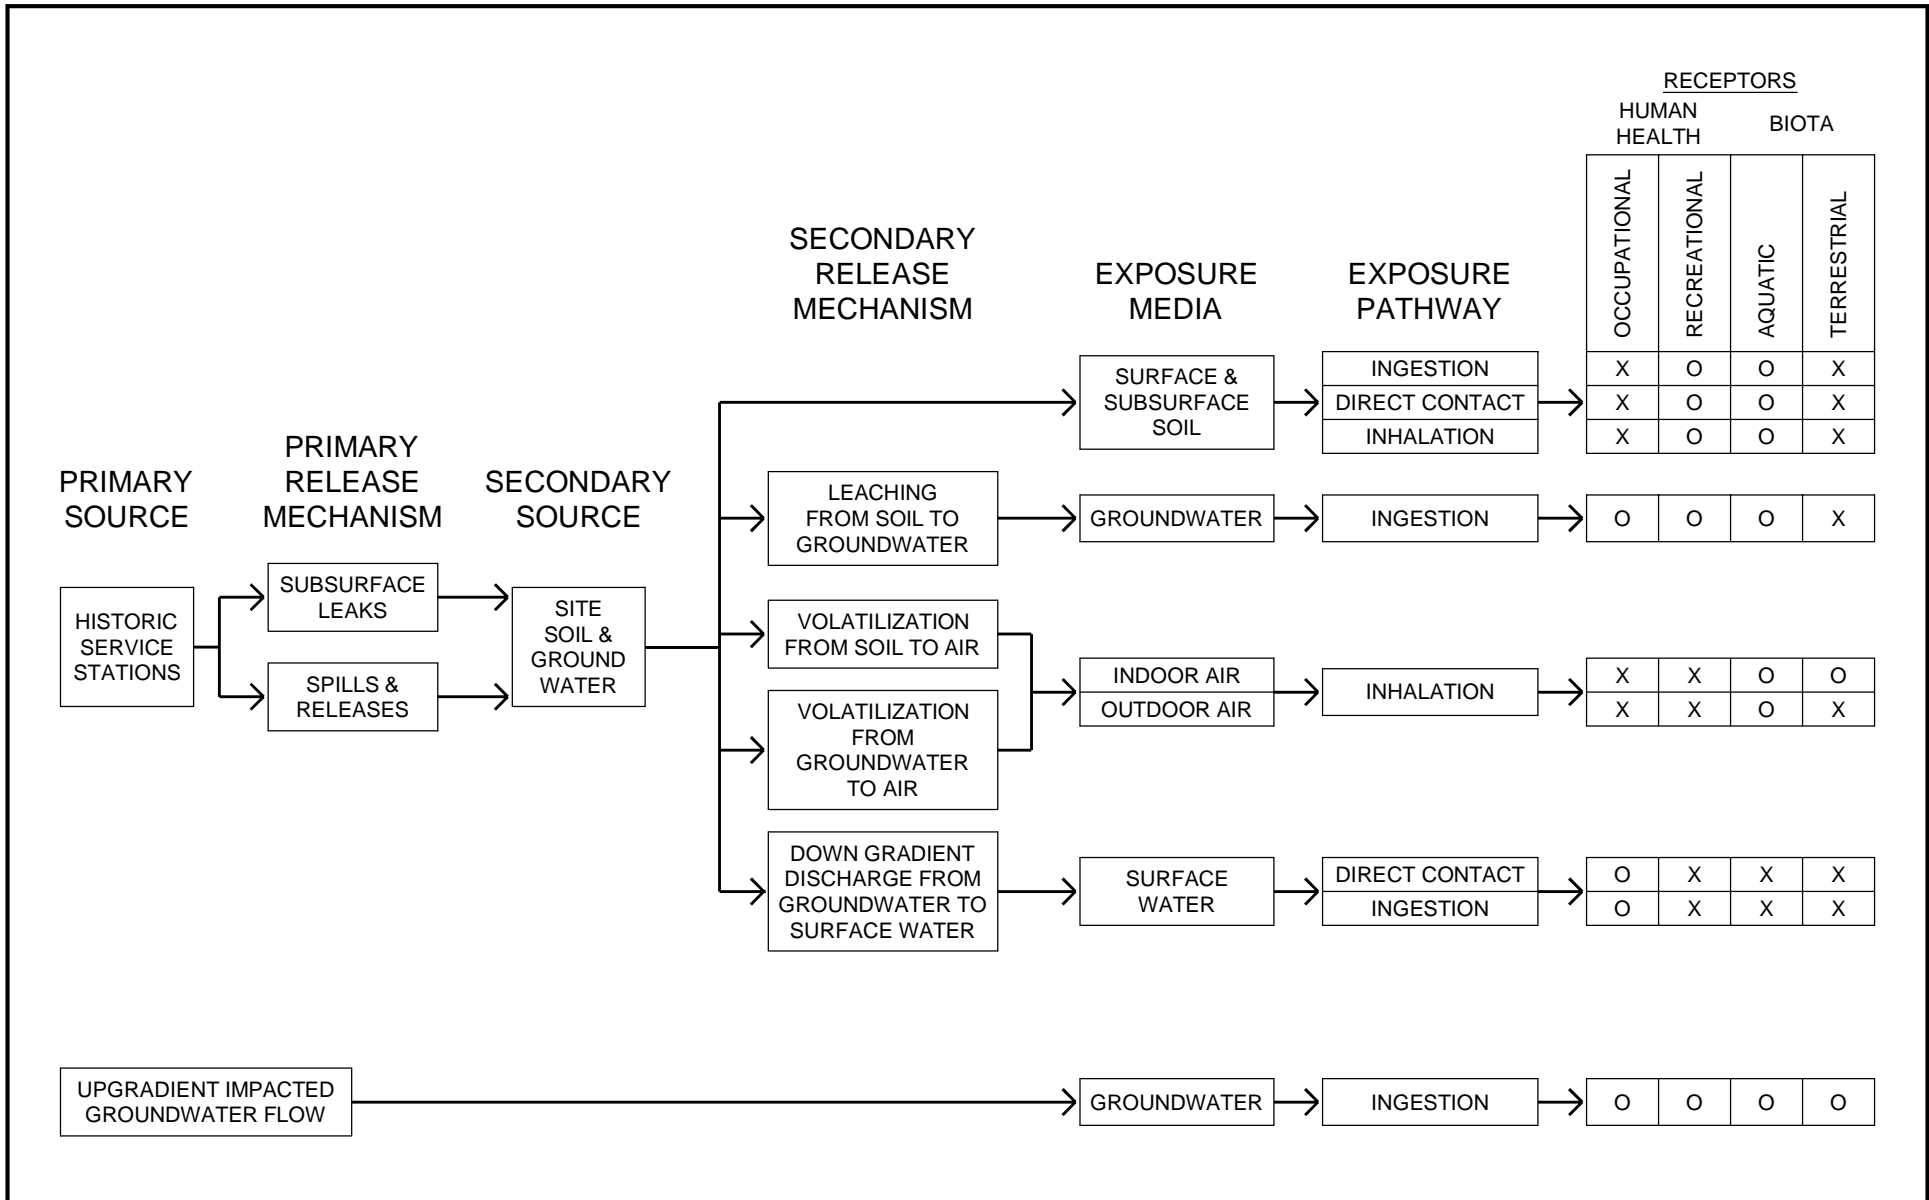 RECEPTORS
HUMAN
HEALTH
BIOTA
OCCUPATIONAL
RECREATIONAL
AQUATIC
TERRESTRIAL
PRIMARY
SOURCE
PRIMARY
RELEASE
MECHANISM
SECONDARY
SOURCE
SECONDARY
RELEASE
MECHANISM
EXPOSURE
MEDIA
EXPOSURE
PATHWAY
HISTORIC
SERVICE
STATIONS
SUBSURFACE
LEAKS
SPILLS &
RELEASES
SITE
SOIL &
GROUND
WATER
SURFACE &
SUBSURFACE
SOIL
INGESTION
X O O X
DIRECT CONTACT
X O O X
INHALATION
X O O X
LEACHING
FROM SOIL TO
GROUNDWATER
GROUNDWATER
INGESTION
O O O X
VOLATILIZATION
FROM SOIL TO AIR
VOLATILIZATION
FROM
GROUNDWATER
TO AIR
INDOOR AIR
OUTDOOR AIR
INHALATION
X X O O
X X O X
DOWN GRADIENT
DISCHARGE FROM
GROUNDWATER TO
SURFACE WATER
SURFACE
WATER
DIRECT CONTACT
O X X X
INGESTION
O X X X
UPGRADIENT IMPACTED
GROUNDWATER FLOW
GROUNDWATER
INGESTION
O O O O